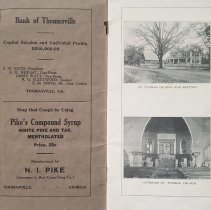 Bank of Thomasville
Capital Surplus and Undivided Profits
$200,000.00
THOMASVILLE, GA.
Stop that Cough by Using
Pike's Compound Syrup
WHITE PINE AND TAR,
MENTHOLATED
Price, 25c
Manufactured by
N. I. PIKE
THOMASVILLE, GEORGIA
ST. THOMAS CHURCH AND RECTORY
INTERIOR ST. THOMAS CHURCH